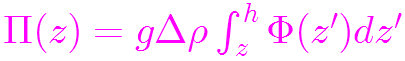 Π(z) = gΔρ ∫_z^h Φ(z′)dz′